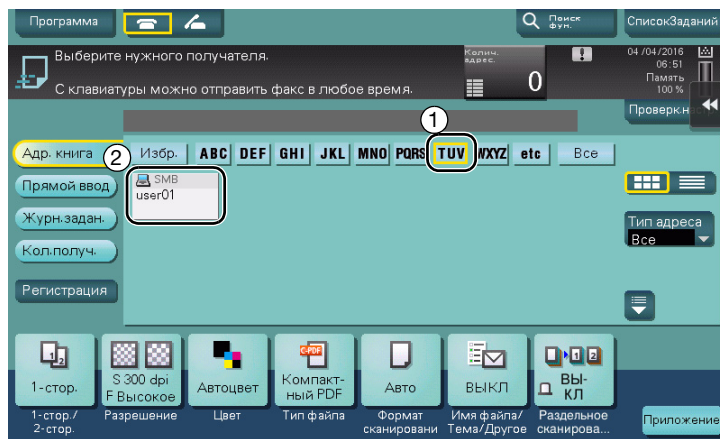 Программа
Поиск
фун.
СписокЗаданий
Выберите нужного получателя.
С клавиатуры можно отправить факс в любое время.
Колич.
адрес.
0
04/04/2016
06:51
Память
100 %
1
Адр. книга
2
Избр.
ABC
DEF
GHI
JKL
MNO
PQRS
TUV
WXYZ
etc
Все
SMB
user01
Прямой ввод
Журн.задан.
Кол.получ.
Регистрация
Тип адреса
Все
1-стор.
S 300 dpi
F Высокое
Автоцвет
C-PDF
Компакт-
ный PDF
Авто
ВЫКЛ
ВЫ-
КЛ
1-стор./
2-стор.
Разрешение
Цвет
Тип файла
Формат
сканировани
Имя файла/
Тема/Другое
Раздельное
сканирова...
Приложение